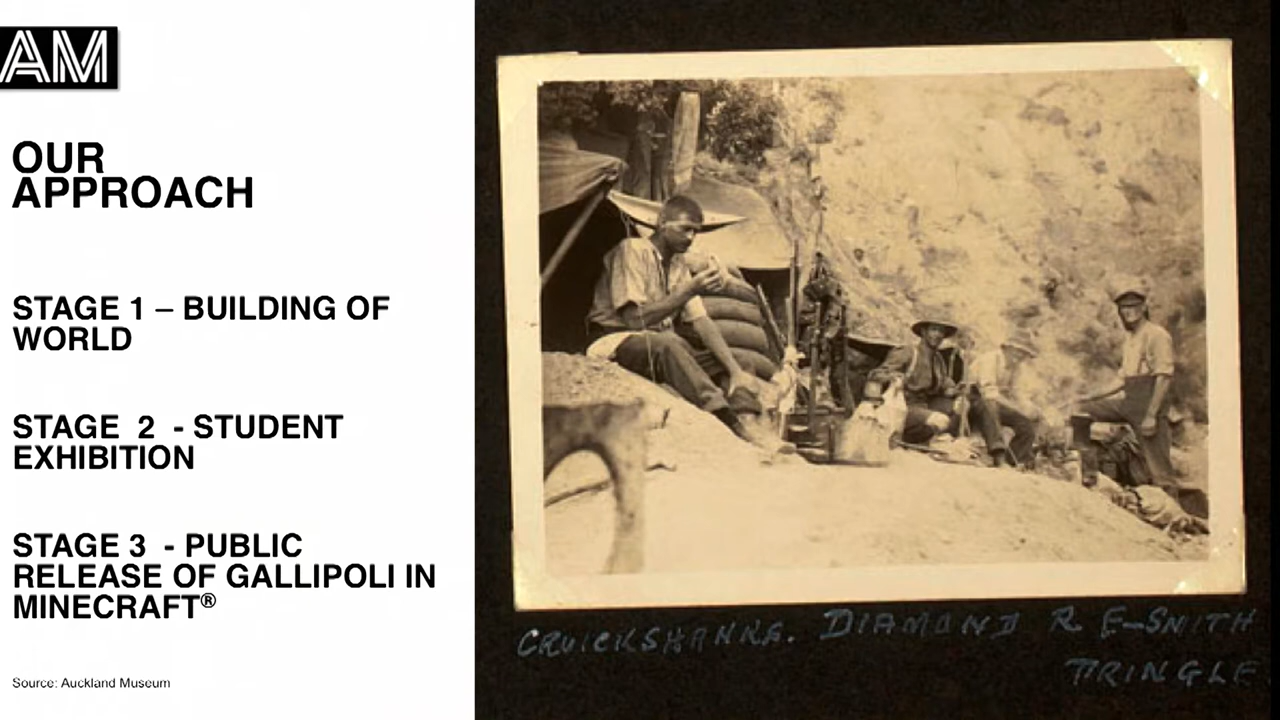 AM
OUR
APPROACH
STAGE 1 – BUILDING OF
WORLD
STAGE 2 - STUDENT
EXHIBITION
STAGE 3 - PUBLIC
RELEASE OF GALLIPOLI IN
MINECRAFT®
Source: Auckland Museum
CRUICKSHANKS. DIAMOND R E-SMITH
PRINGLE